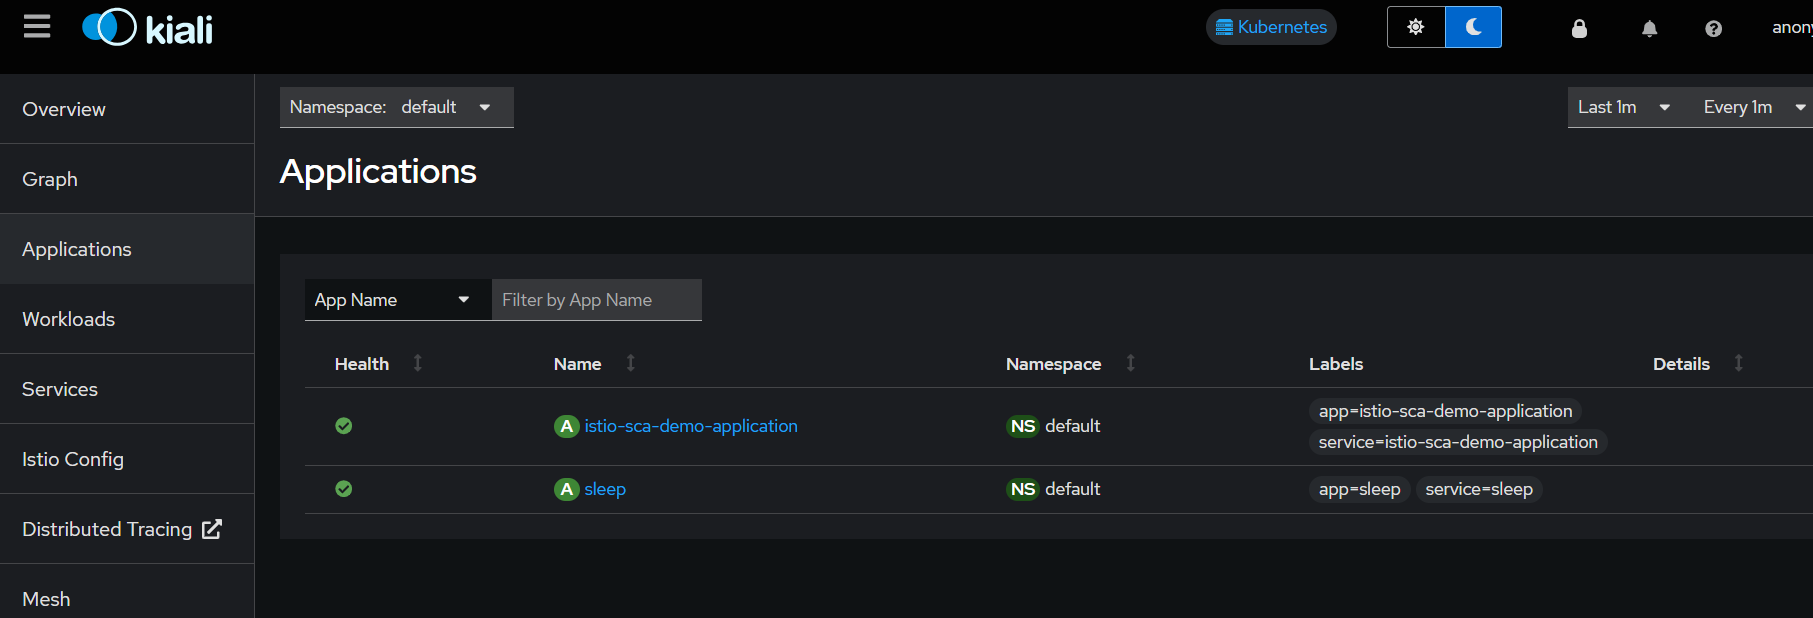 kiali
Kubernetes
Overview
Graph
Applications
Workloads
Services
Istio Config
Distributed Tracing
Mesh
Namespace: default
Last 1m Every 1m
Applications
App Name Filter by App Name
Health Name Namespace Labels Details
A istio-sca-demo-application NS default app=istio-sca-demo-application
service=istio-sca-demo-application
A sleep NS default app=sleep service=sleep